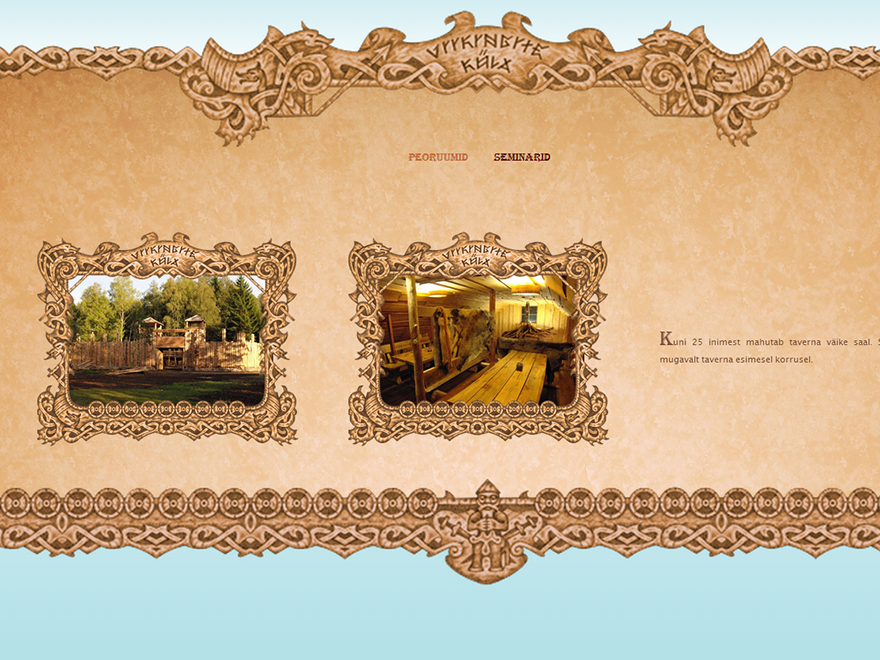 VIIKINGITE
KÜLA
PEORUUMID SEMINARID
VIIKINGITE
KÜLA
VIIKINGITE
KÜLA
Kuni 25 inimest mahutab taverna väike saal.
mugavalt taverna esimesel korrusel.